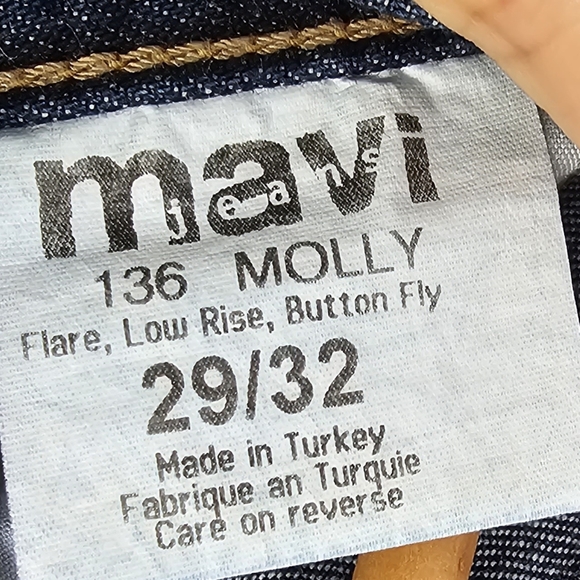 mavi
jeans
136 MOLLY
Flare, Low Rise, Button Fly
29/32
Made in Turkey
Fabrique an Turquie
Care on reverse